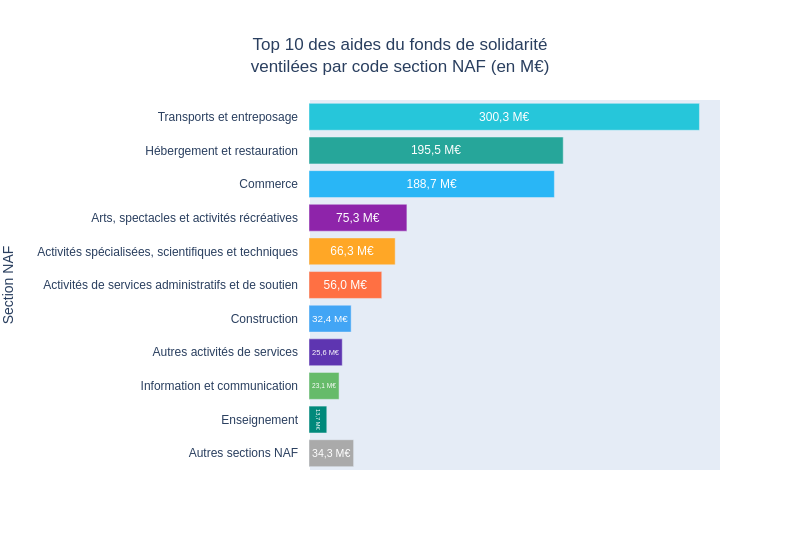 Top 10 des aides du fonds de solidarité
ventilées par code section NAF (en M€)
Section NAF
Transports et entreposage 300,3 M€
Hébergement et restauration 195,5 M€
Commerce 188,7 M€
Arts, spectacles et activités récréatives 75,3 M€
Activités spécialisées, scientifiques et techniques 66,3 M€
Activités de services administratifs et de soutien 56,0 M€
Construction 32,4 M€
Autres activités de services 25,6 M€
Information et communication 23,1 M€
Enseignement 13,7 M€
Autres sections NAF 34,3 M€